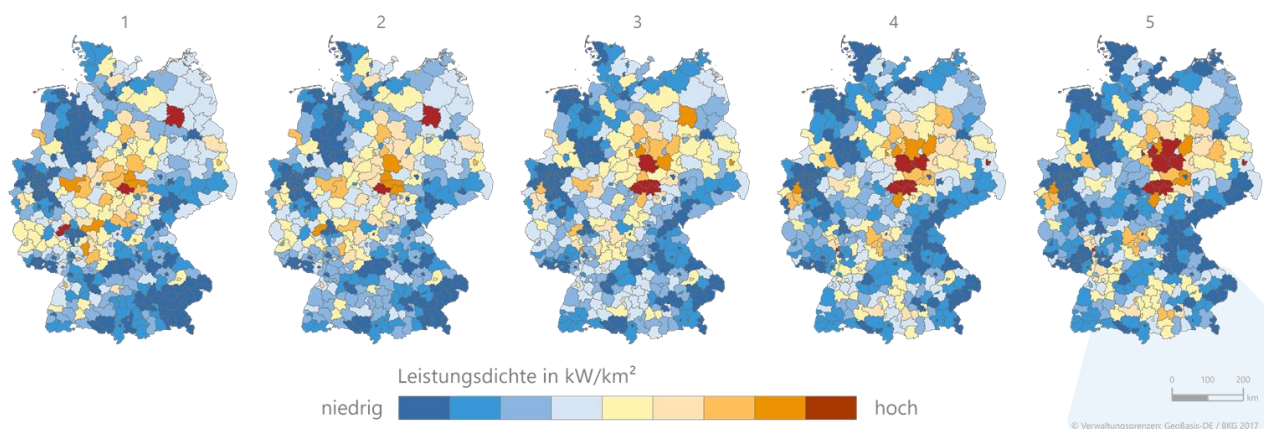 1 2 3 4 5
Leistungsdichte in kW/km²
niedrig hoch
0 100 200
km
© Verwaltungsgrenzen: GeoBasis-DE / BKG 2017